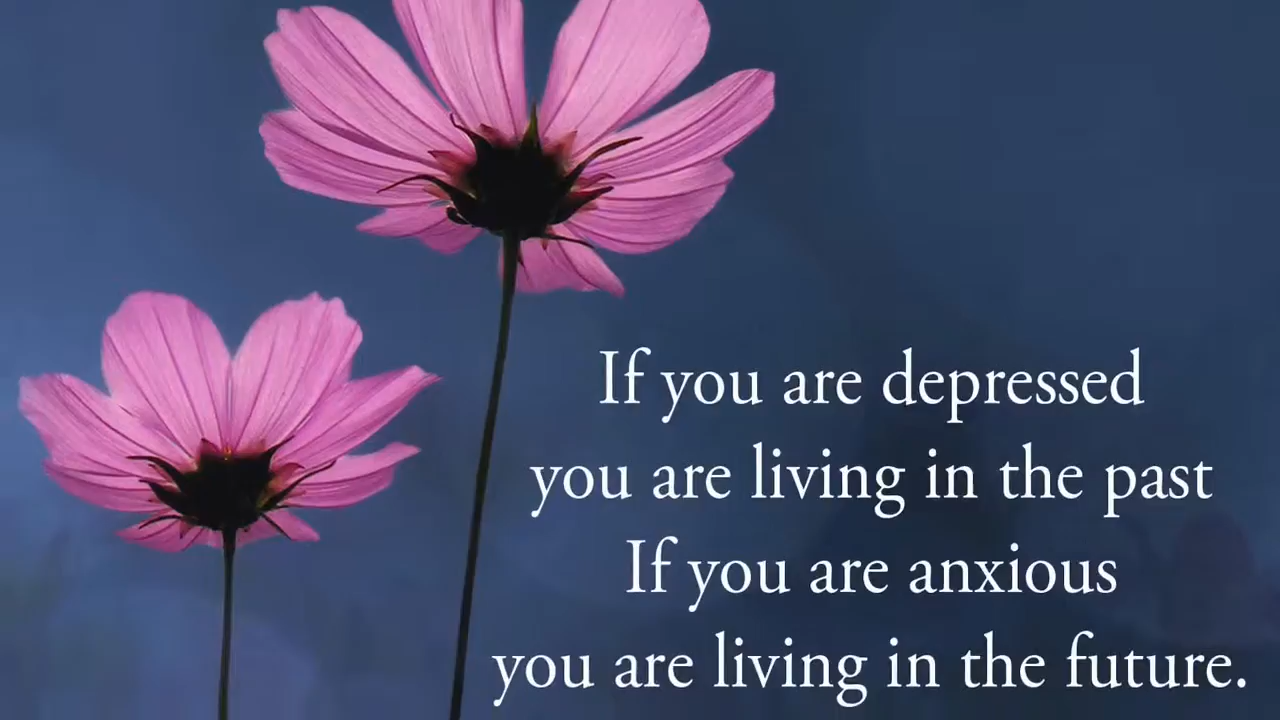 If you are depressed
you are living in the past
If you are anxious
you are living in the future.